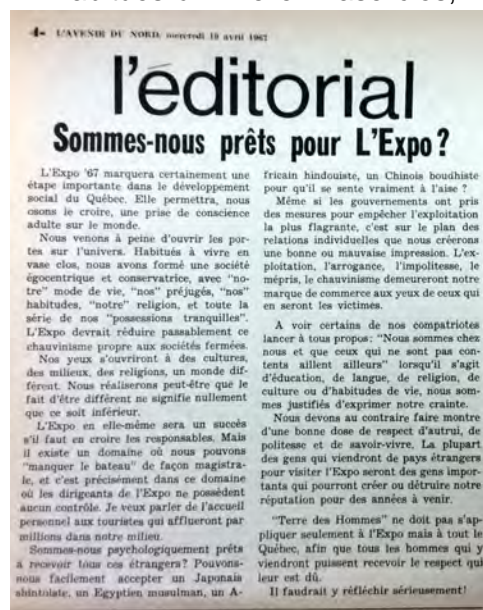 4- L'AVENIR DU NORD, mercredi 19 avril 1967
l'éditorial
Sommes-nous prêts pour L'Expo?
L'Expo '67 marquera certainement une
étape importante dans le développement
social du Québec. Elle permettra, nous
osons le croire, une prise de conscience
adulte sur le monde.
Nous venons à peine d'ouvrir les por-
tes sur l'univers. Habitués à vivre en
vase clos, nous avons formé une société
égocentrique et conservatrice, avec "no-
tre" mode de vie, "nos" préjugés, "nos"
habitudes, "notre" religion, et toute la
série de nos "possessions tranquilles".
L'Expo devrait réduire passablement ce
chauvinisme propre aux sociétés fermées.
Nos yeux s'ouvriront à des cultures,
des milieux, des religions, un monde dif-
férent. Nous réaliserons peut-être que le
fait d'être différent ne signifie nullement
que ce soit inférieur.
L'Expo en elle-même sera un succès
s'il faut en croire les responsables. Mais
il existe un domaine où nous pouvons
"manquer le bateau" de façon magistra-
le, et c'est précisément dans ce domaine
où les dirigeants de l'Expo ne possèdent
aucun contrôle. Je veux parler de l'accueil
personnel aux touristes qui afflueront par
millions dans notre milieu.
Sommes-nous psychologiquement prêts
à recevoir tous ces étrangers? Pouvons-
nous facilement accepter un Japonais
shintoïste, un Egyptien musulman, un A-
fricain hindouiste, un Chinois boudhiste
pour qu'il se sente vraiment à l'aise ?
Même si les gouvernements ont pris
des mesures pour empêcher l'exploitation
la plus flagrante, c'est sur le plan des
relations individuelles que nous créerons
une bonne ou mauvaise impression. L'ex-
ploitation, l'arrogance, l'impolitesse, le
mépris, le chauvinisme demeureront notre
marque de commerce aux yeux de ceux qui
en seront les victimes.
A voir certains de nos compatriotes
lancer à tous propos: "Nous sommes chez
nous et que ceux qui ne sont pas con-
tents aillent ailleurs" lorsqu'il s'agit
d'éducation, de langue, de religion, de
culture ou d'habitudes de vie, nous som-
mes justifiés d'exprimer notre crainte.
Nous devons au contraire faire montre
d'une bonne dose de respect d'autrui, de
politesse et de savoir-vivre. La plupart
des gens qui viendront de pays étrangers
pour visiter l'Expo seront des gens impor-
tants qui pourront créer ou détruire notre
réputation pour des années à venir.
"Terre des Hommes" ne doit pas s'ap-
pliquer seulement à l'Expo mais à tout le
Québec, afin que tous les hommes qui y
viendront puissent recevoir le respect qui
leur est dû.
Il faudrait y réfléchir sérieusement!